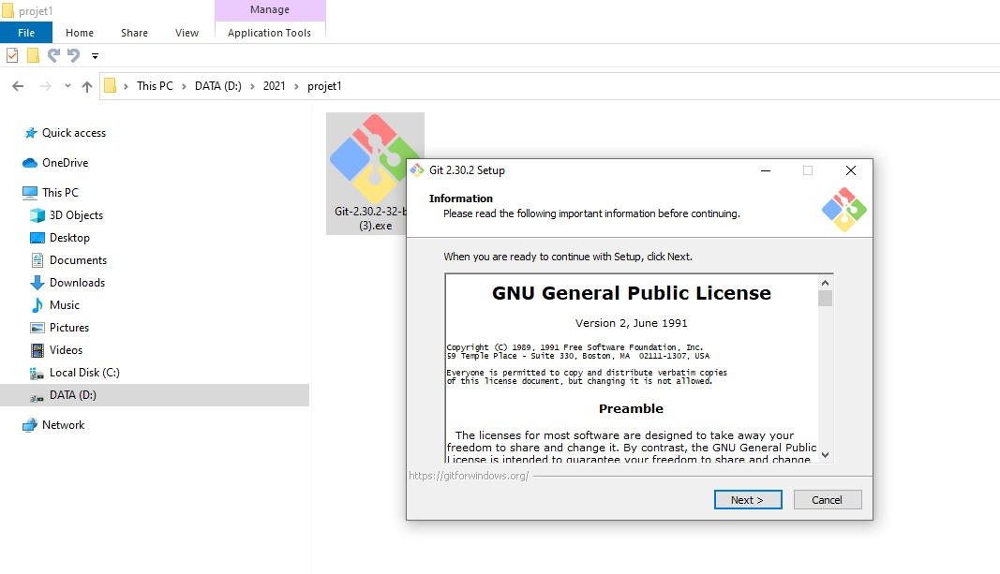 projet1
Manage
File Home Share View Application Tools
This PC DATA (D:) 2021 projet1
Quick access
OneDrive
This PC
3D Objects
Desktop
Documents
Downloads
Music
Pictures
Videos
Local Disk (C:)
DATA (D:)
Network
Git-2.30.2-32-b
(3).exe
Git 2.30.2 Setup
Information
Please read the following important information before continuing.
When you are ready to continue with Setup, click Next.
GNU General Public License
Version 2, June 1991
Copyright (C) 1989, 1991 Free Software Foundation, Inc.
59 Temple Place - Suite 330, Boston, MA 02111-1307, USA
Everyone is permitted to copy and distribute verbatim copies
of this license document, but changing it is not allowed.
Preamble
The licenses for most software are designed to take away your
freedom to share and change it. By contrast, the GNU General Public
License is intended to guarantee your freedom to share and change
https://gitforwindows.org/
Next >
Cancel